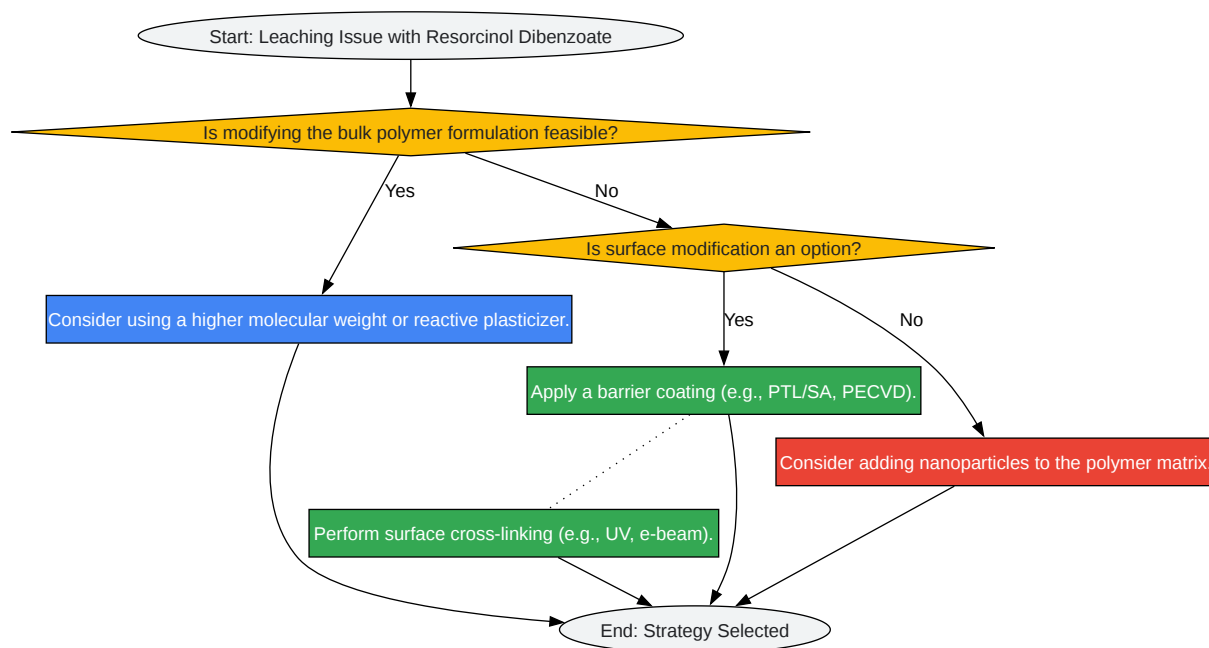 Start: Leaching Issue with Resorcinol Dibenzoate
Is modifying the bulk polymer formulation feasible?
Yes
No
Is surface modification an option?
Consider using a higher molecular weight or reactive plasticizer.
Yes
No
Apply a barrier coating (e.g., PTL/SA, PECVD).
Consider adding nanoparticles to the polymer matrix.
Perform surface cross-linking (e.g., UV, e-beam).
End: Strategy Selected